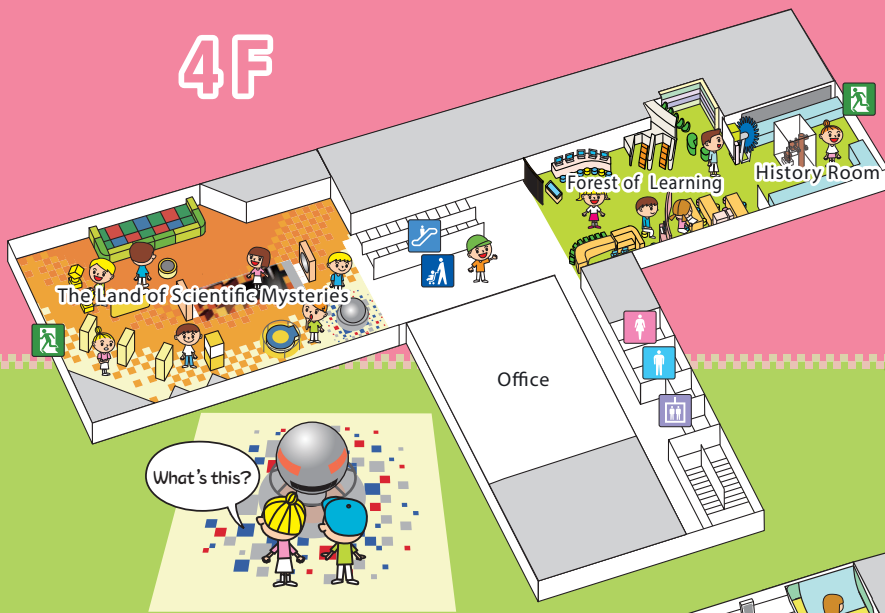 4F
Forest of Learning
History Room
The Land of Scientific Mysteries
Office
What's this?